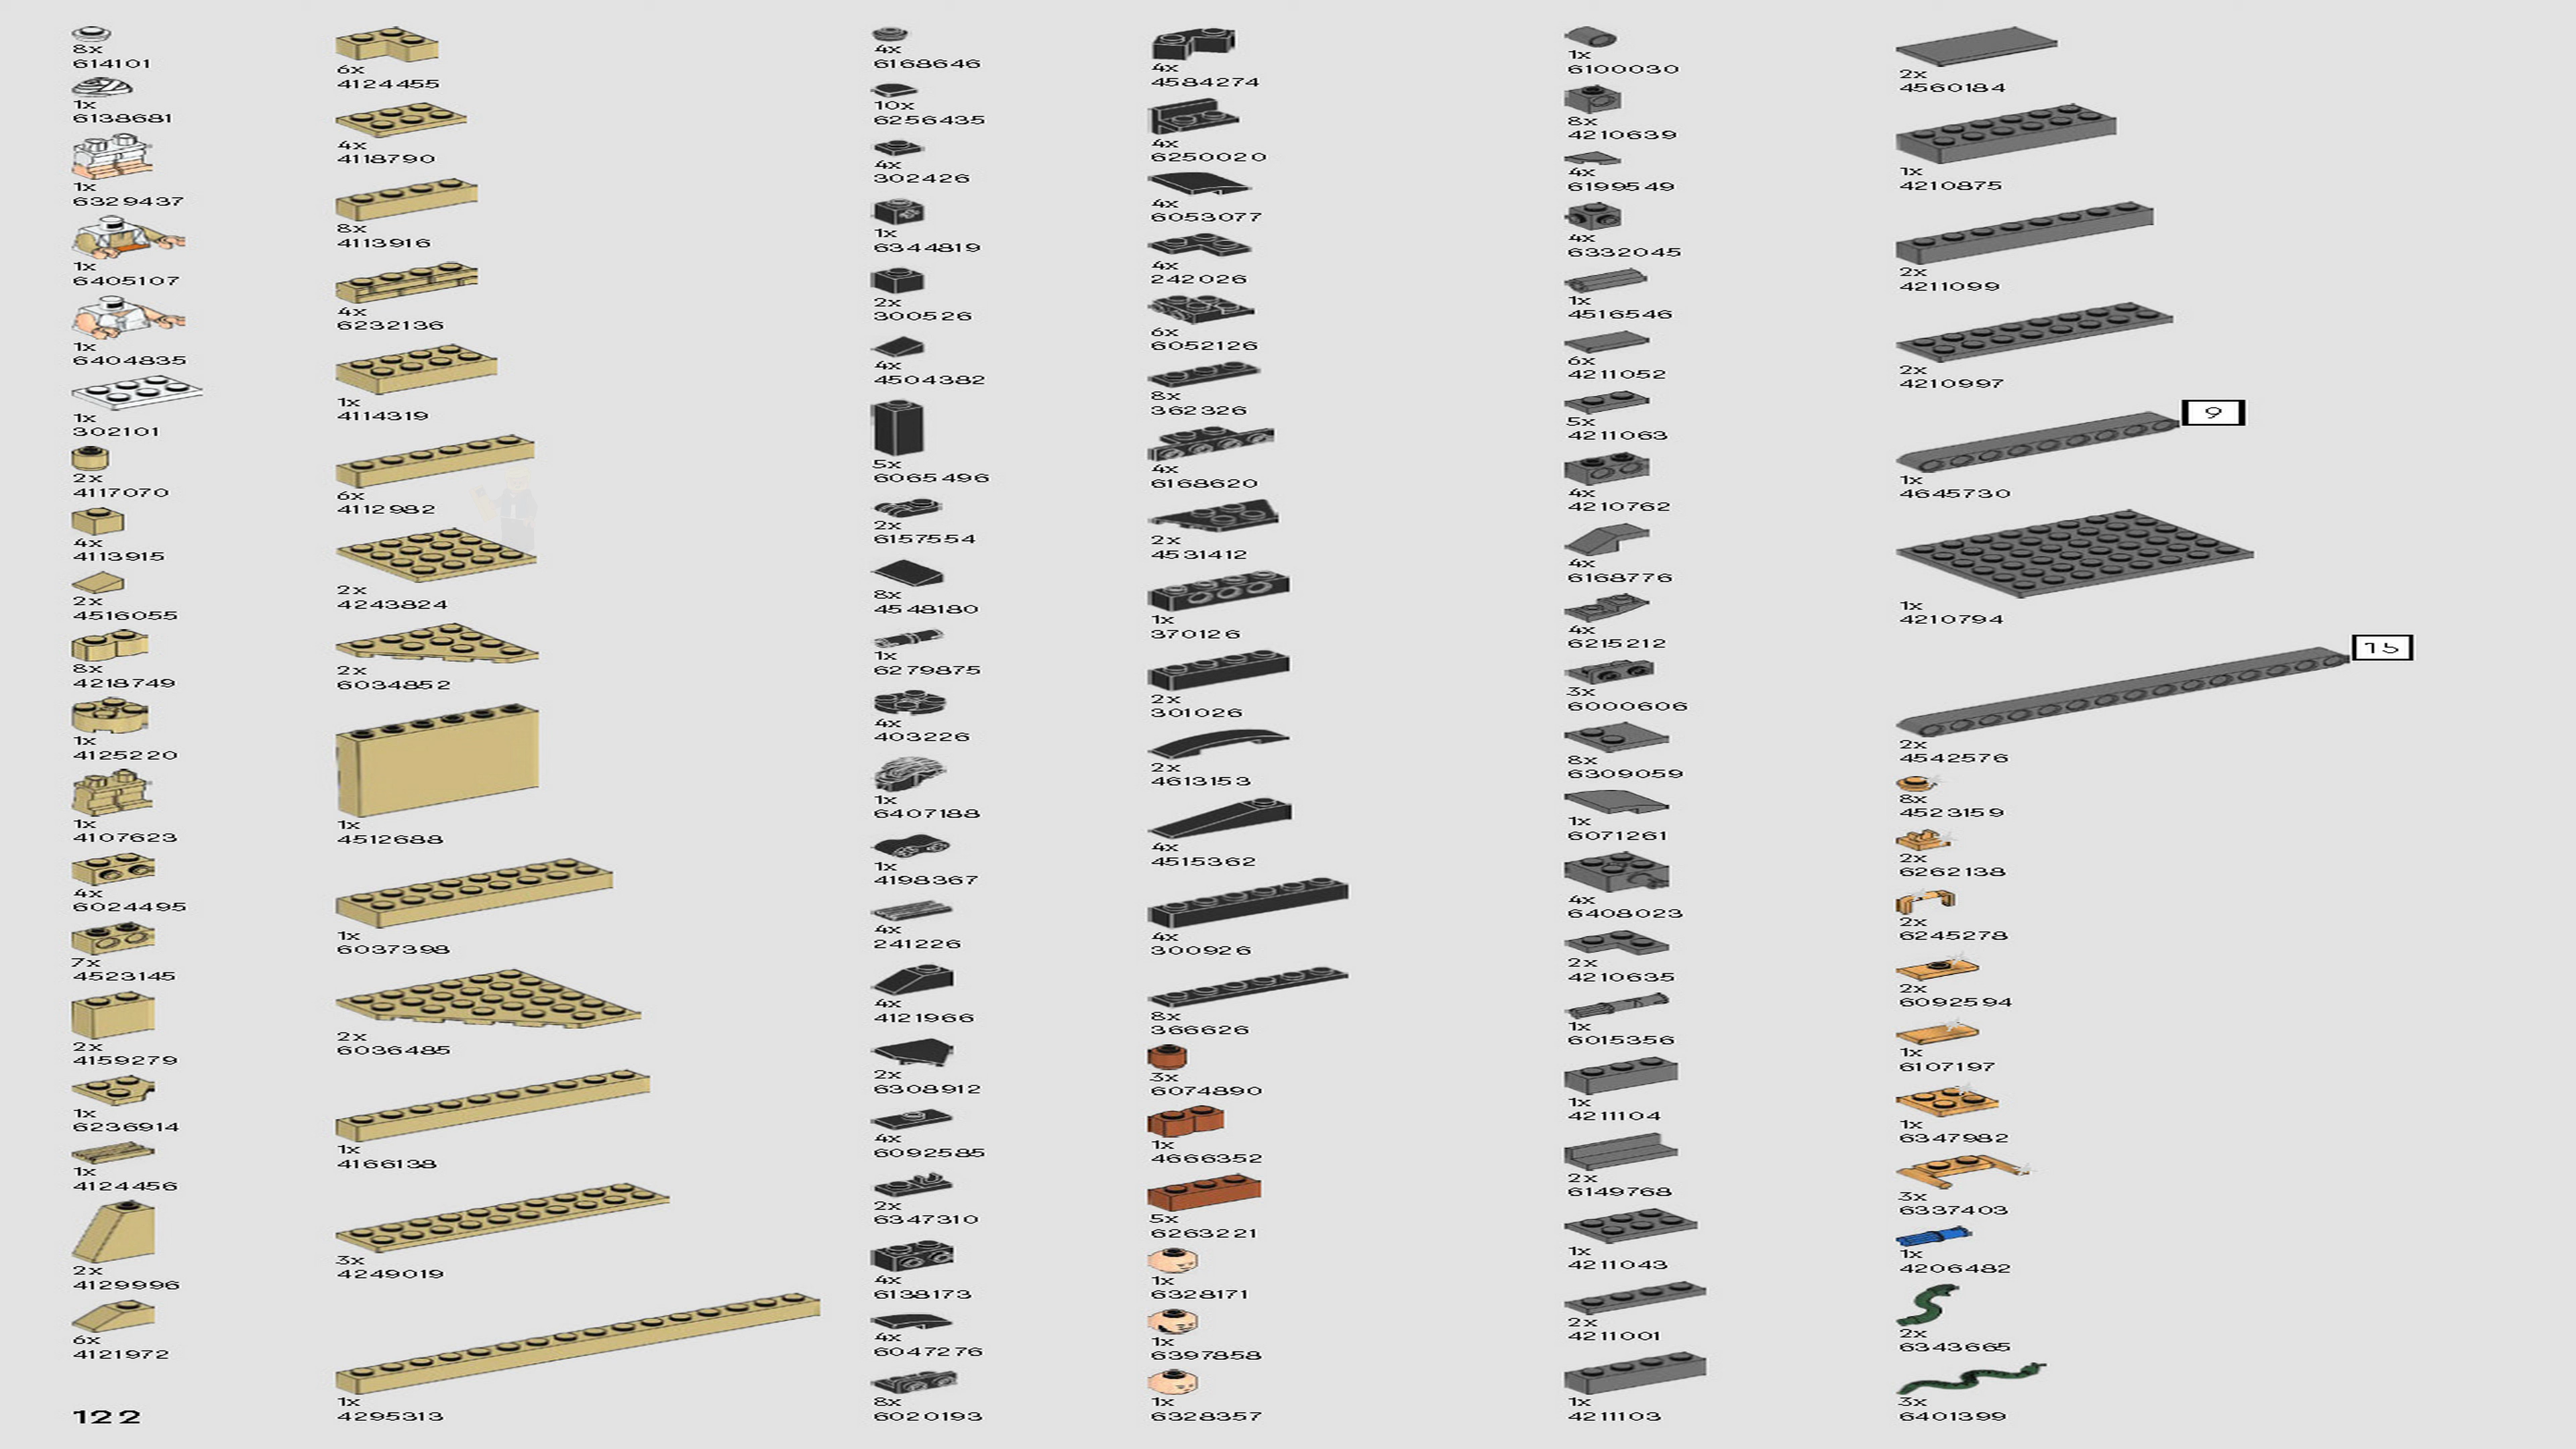 8x
614101
1x
6138681
1x
6329437
1x
6405107
1x
6404835
1x
302101
2x
4117070
4x
4113915
2x
4516055
8x
4218749
1x
4125220
1x
4107623
4x
6024495
7x
4523145
2x
4159279
1x
6236914
1x
4124456
2x
4129996
6x
4121972
122
6x
4124455
4x
4118790
8x
4113916
4x
6232136
1x
4114319
6x
4112982
2x
4243824
2x
6034852
1x
4512688
1x
6037398
2x
6036485
1x
4166138
3x
4249019
1x
4295313
4x
6168646
10x
6256435
4x
302426
1x
6344819
2x
300526
4x
4504382
5x
6065496
2x
6157554
8x
4548180
1x
6279875
4x
403226
1x
6407188
1x
4198367
4x
241226
4x
4121966
2x
6308912
4x
6092585
2x
6347310
4x
6138173
4x
6047276
8x
6020193
4x
4584274
4x
6250020
4x
6053077
4x
242026
6x
6052126
8x
362326
4x
6168620
2x
4531412
1x
370126
2x
301026
2x
4613153
4x
4515362
4x
300926
8x
366626
3x
6074890
1x
4666352
5x
6263221
1x
6328171
1x
6397858
1x
6328357
1x
6100030
8x
4210639
4x
6199549
4x
6332045
1x
4516546
6x
4211052
5x
4211063
4x
4210762
4x
6168776
4x
6215212
3x
6000606
8x
6309059
1x
6071261
4x
6408023
2x
4210635
1x
6015356
1x
4211104
2x
6149768
1x
4211043
2x
4211001
1x
4211103
2x
4560184
1x
4210875
2x
4211099
2x
4210997
9
1x
4645730
1x
4210794
15
2x
4542576
8x
4523159
2x
6262138
2x
6245278
2x
6092594
1x
6107197
1x
6347982
3x
6337403
1x
4206482
2x
6343665
3x
6401399